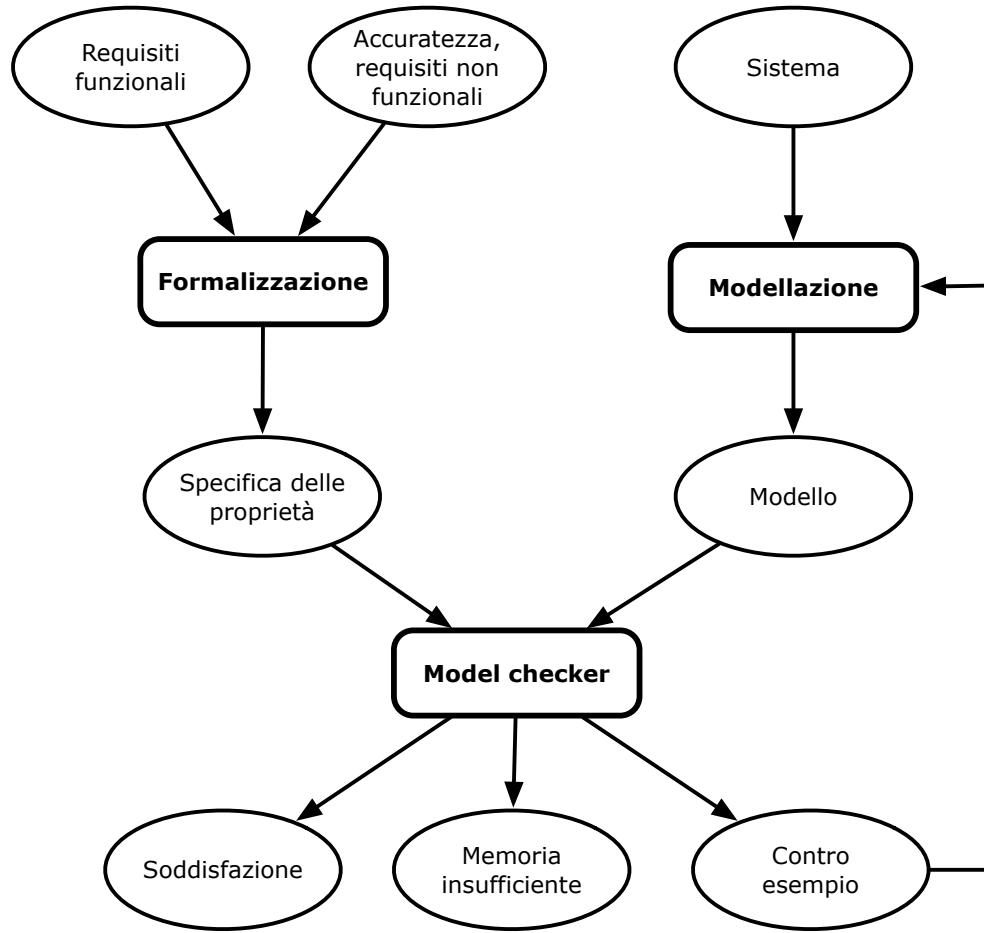 Requisiti
funzionali
Accuratezza,
requisiti non
funzionali
Sistema
Formalizzazione
Modellazione
Specifica delle
proprietà
Modello
Model checker
Soddisfazione
Memoria
insufficiente
Contro
esempio